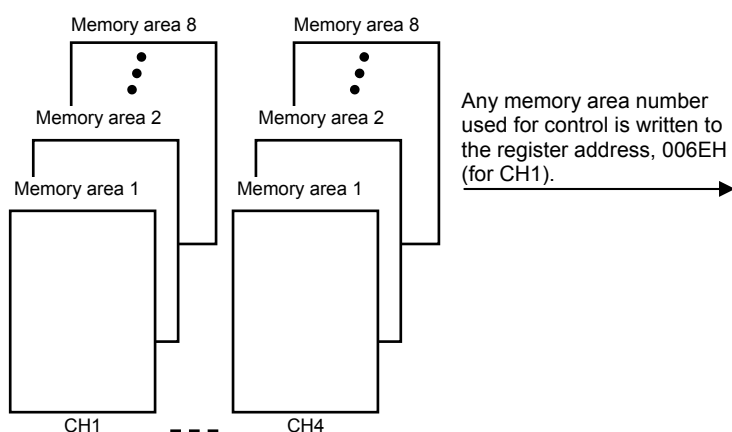 Memory area 8
Memory area 8
Memory area 2
Memory area 2
Memory area 1
Memory area 1
CH1
CH4
Any memory area number
used for control is written to
the register address, 006EH
(for CH1).